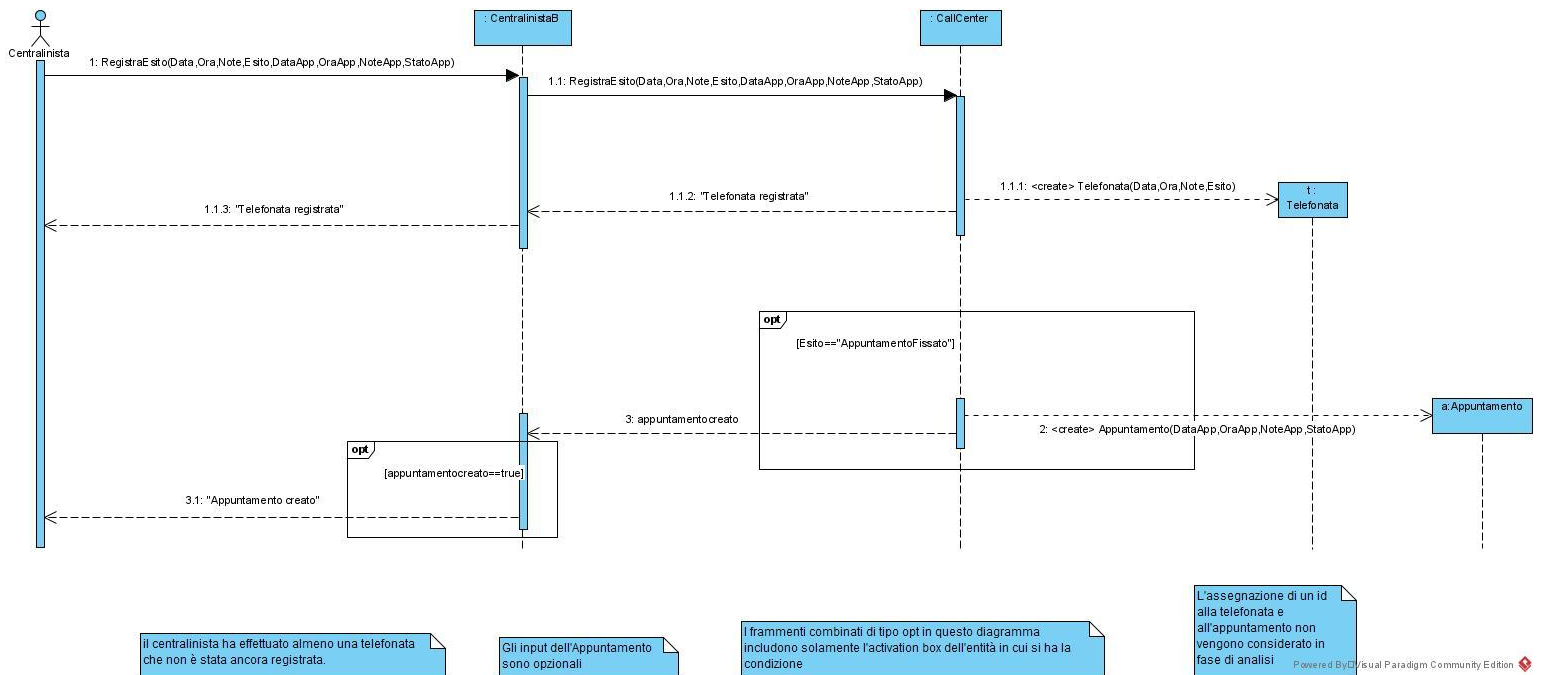 : CentralinistaB
: CallCenter
Centralinista
1: RegistraEsito(Data,Ora,Note,Esito,DataApp,OraApp,NoteApp,StatoApp)
1.1: RegistraEsito(Data,Ora,Note,Esito,DataApp,OraApp,NoteApp,StatoApp)
1.1.1: <create> Telefonata(Data,Ora,Note,Esito)
t :
Telefonata
1.1.2: "Telefonata registrata"
1.1.3: "Telefonata registrata"
opt
[Esito=="AppuntamentoFissato"]
a:Appuntamento
3: appuntamentocreato
2: <create> Appuntamento(DataApp,OraApp,NoteApp,StatoApp)
opt
[appuntamentocreato==true]
3.1: "Appuntamento creato"
il centralinista ha effettuato almeno una telefonata
che non è stata ancora registrata.
Gli input dell'Appuntamento
sono opzionali
I frammenti combinati di tipo opt in questo diagramma
includono solamente l'activation box dell'entità in cui si ha la
condizione
L'assegnazione di un id
alla telefonata e
all'appuntamento non
vengono considerato in
fase di analisi
Powered By Visual Paradigm Community Edition